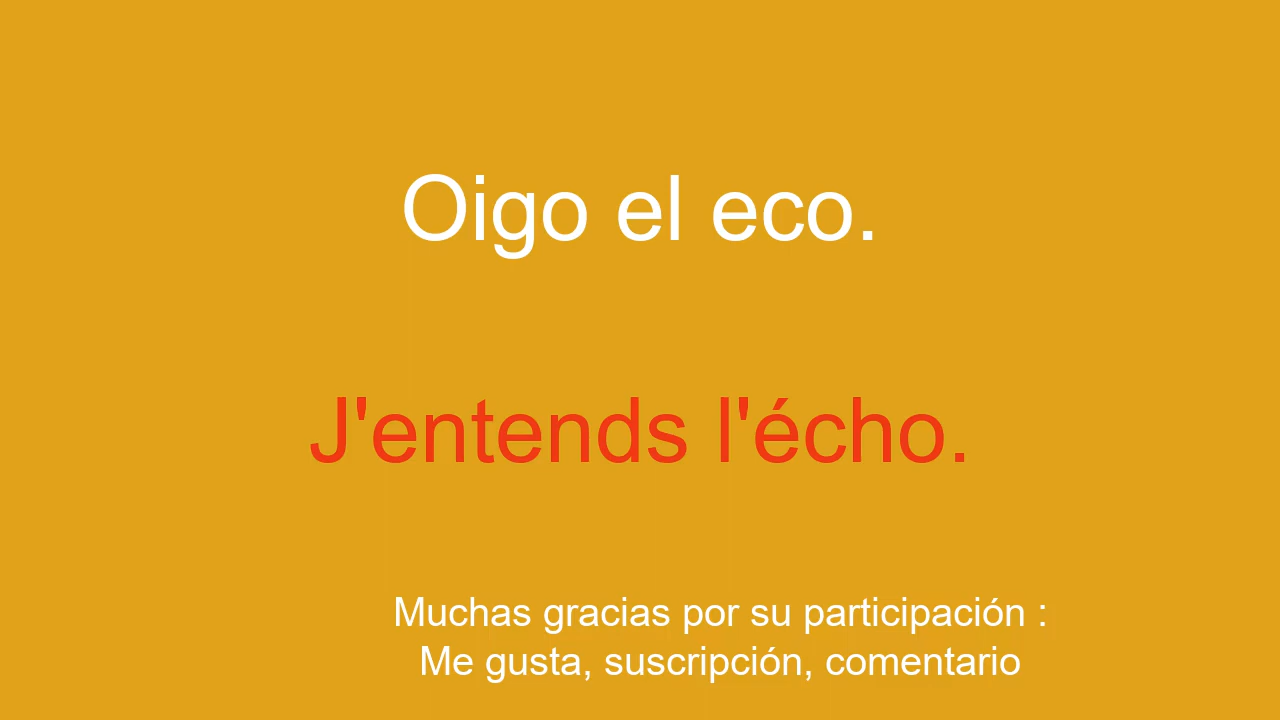 Oigo el eco.
J'entends l'écho.
Muchas gracias por su participación :
Me gusta, suscripción, comentario